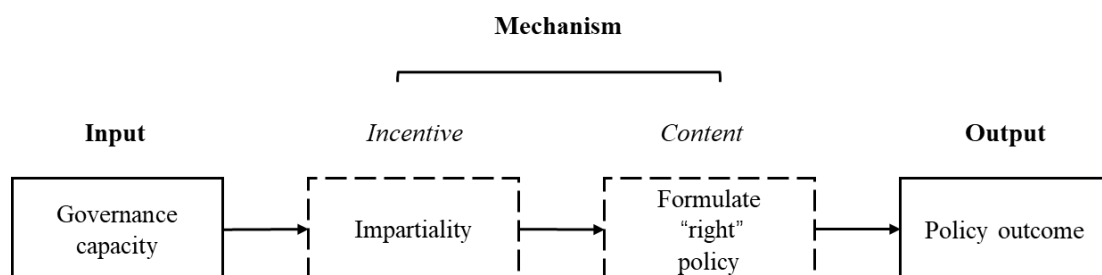 Mechanism
Input
Incentive
Content
Output
Governance
capacity
Impartiality
Formulate
“right”
policy
Policy outcome